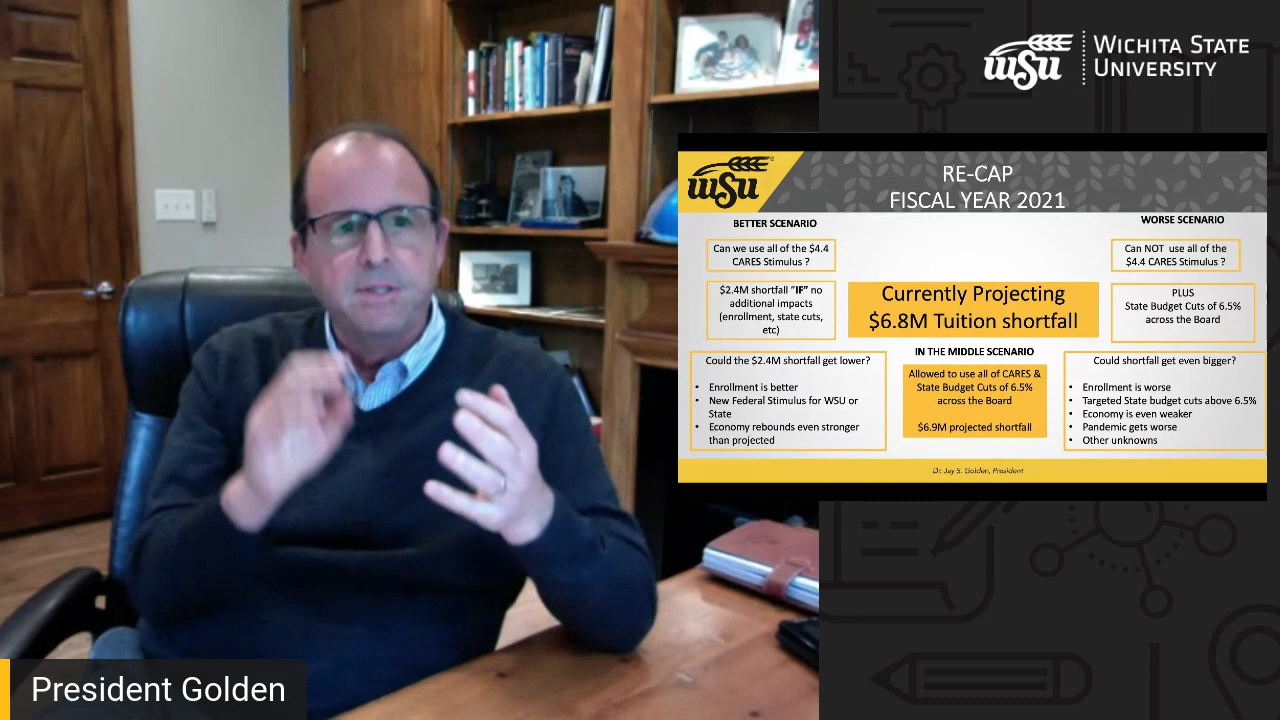 WSU
WICHITA STATE
UNIVERSITY
WSU
RE-CAP
FISCAL YEAR 2021
BETTER SCENARIO
Can we use all of the $4.4
CARES Stimulus ?
$2.4M shortfall “IF” no
additional impacts
(enrollment, state cuts,
etc)
Could the $2.4M shortfall get lower?
• Enrollment is better
• New Federal Stimulus for WSU or
State
• Economy rebounds even stronger
than projected
Currently Projecting
$6.8M Tuition shortfall
IN THE MIDDLE SCENARIO
Allowed to use all of CARES &
State Budget Cuts of 6.5%
across the Board
$6.9M projected shortfall
WORSE SCENARIO
Can NOT use all of the
$4.4 CARES Stimulus ?
PLUS
State Budget Cuts of 6.5%
across the Board
Could shortfall get even bigger?
• Enrollment is worse
• Targeted State budget cuts above 6.5%
• Economy is even weaker
• Pandemic gets worse
• Other unknowns
Dr. Jay S. Golden, President
President Golden